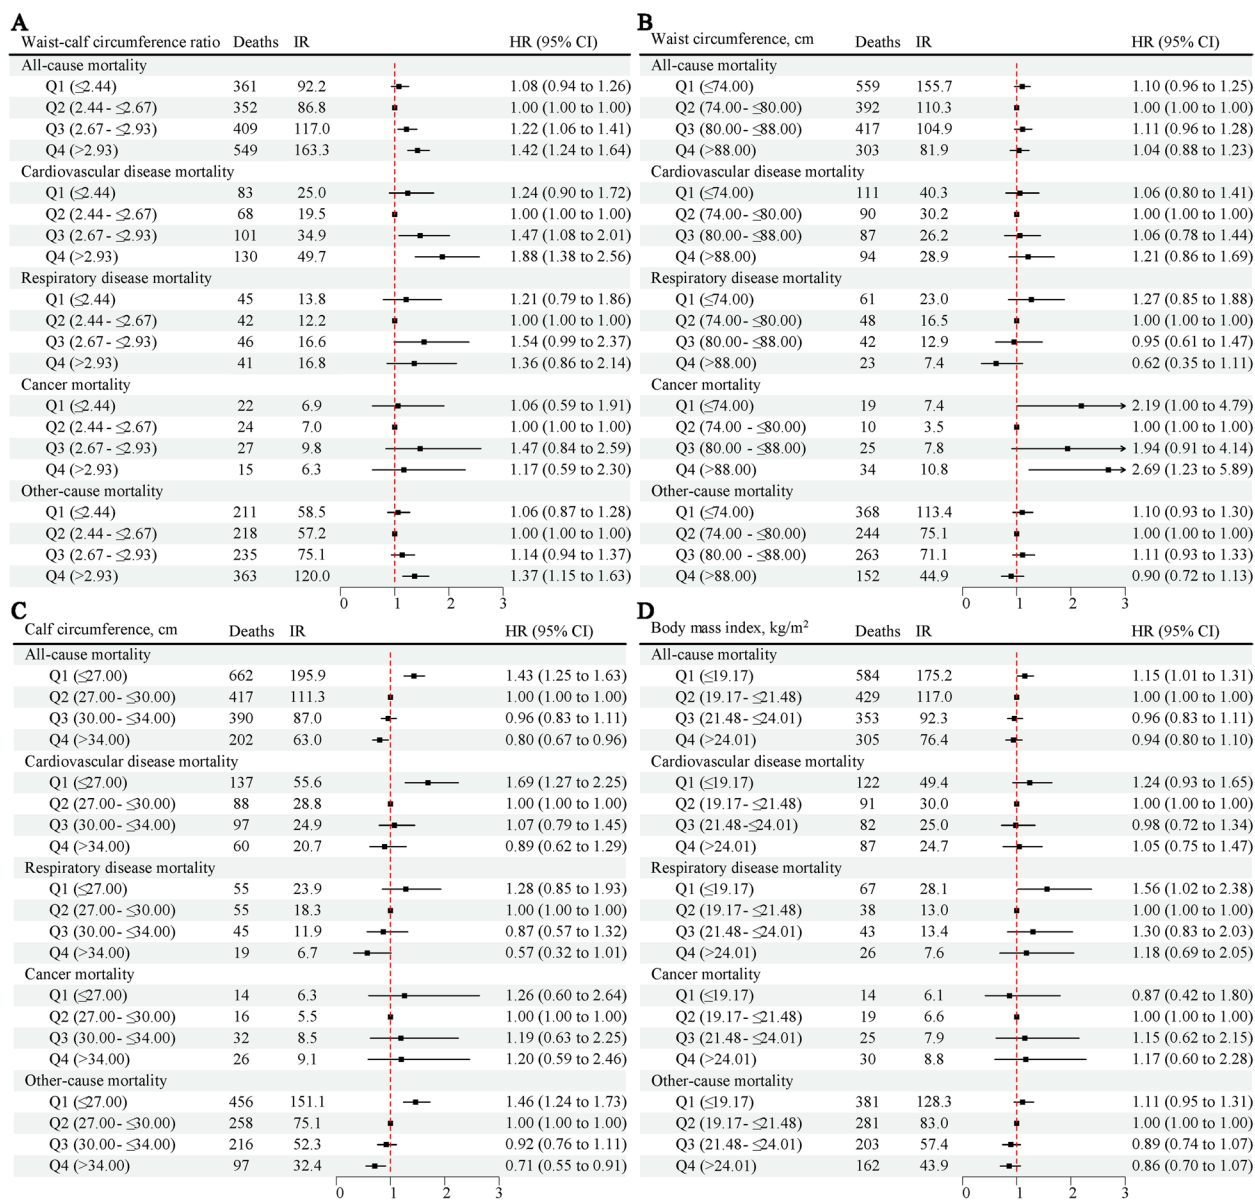 A
Waist-calf circumference ratio Deaths IR HR (95% CI)
All-cause mortality
Q1 (≤2.44) 361 92.2 1.08 (0.94 to 1.26)
Q2 (2.44 - ≤2.67) 352 86.8 1.00 (1.00 to 1.00)
Q3 (2.67 - ≤2.93) 409 117.0 1.22 (1.06 to 1.41)
Q4 (>2.93) 549 163.3 1.42 (1.24 to 1.64)
Cardiovascular disease mortality
Q1 (≤2.44) 83 25.0 1.24 (0.90 to 1.72)
Q2 (2.44 - ≤2.67) 68 19.5 1.00 (1.00 to 1.00)
Q3 (2.67 - ≤2.93) 101 34.9 1.47 (1.08 to 2.01)
Q4 (>2.93) 130 49.7 1.88 (1.38 to 2.56)
Respiratory disease mortality
Q1 (≤2.44) 45 13.8 1.21 (0.79 to 1.86)
Q2 (2.44 - ≤2.67) 42 12.2 1.00 (1.00 to 1.00)
Q3 (2.67 - ≤2.93) 46 16.6 1.54 (0.99 to 2.37)
Q4 (>2.93) 41 16.8 1.36 (0.86 to 2.14)
Cancer mortality
Q1 (≤2.44) 22 6.9 1.06 (0.59 to 1.91)
Q2 (2.44 - ≤2.67) 24 7.0 1.00 (1.00 to 1.00)
Q3 (2.67 - ≤2.93) 27 9.8 1.47 (0.84 to 2.59)
Q4 (>2.93) 15 6.3 1.17 (0.59 to 2.30)
Other-cause mortality
Q1 (≤2.44) 211 58.5 1.06 (0.87 to 1.28)
Q2 (2.44 - ≤2.67) 218 57.2 1.00 (1.00 to 1.00)
Q3 (2.67 - ≤2.93) 235 75.1 1.14 (0.94 to 1.37)
Q4 (>2.93) 363 120.0 1.37 (1.15 to 1.63)
0 1 2 3
B
Waist circumference, cm Deaths IR HR (95% CI)
All-cause mortality
Q1 (≤74.00) 559 155.7 1.10 (0.96 to 1.25)
Q2 (74.00 - ≤80.00) 392 110.3 1.00 (1.00 to 1.00)
Q3 (80.00 - ≤88.00) 417 104.9 1.11 (0.96 to 1.28)
Q4 (>88.00) 303 81.9 1.04 (0.88 to 1.23)
Cardiovascular disease mortality
Q1 (≤74.00) 111 40.3 1.06 (0.80 to 1.41)
Q2 (74.00 - ≤80.00) 90 30.2 1.00 (1.00 to 1.00)
Q3 (80.00 - ≤88.00) 87 26.2 1.06 (0.78 to 1.44)
Q4 (>88.00) 94 28.9 1.21 (0.86 to 1.69)
Respiratory disease mortality
Q1 (≤74.00) 61 23.0 1.27 (0.85 to 1.88)
Q2 (74.00 - ≤80.00) 48 16.5 1.00 (1.00 to 1.00)
Q3 (80.00 - ≤88.00) 42 12.9 0.95 (0.61 to 1.47)
Q4 (>88.00) 23 7.4 0.62 (0.35 to 1.11)
Cancer mortality
Q1 (≤74.00) 19 7.4 2.19 (1.00 to 4.79)
Q2 (74.00 - ≤80.00) 10 3.5 1.00 (1.00 to 1.00)
Q3 (80.00 - ≤88.00) 25 7.8 1.94 (0.91 to 4.14)
Q4 (>88.00) 34 10.8 2.69 (1.23 to 5.89)
Other-cause mortality
Q1 (≤74.00) 368 113.4 1.10 (0.93 to 1.30)
Q2 (74.00 - ≤80.00) 244 75.1 1.00 (1.00 to 1.00)
Q3 (80.00 - ≤88.00) 263 71.1 1.11 (0.93 to 1.33)
Q4 (>88.00) 152 44.9 0.90 (0.72 to 1.13)
0 1 2 3
C
Calf circumference, cm Deaths IR HR (95% CI)
All-cause mortality
Q1 (≤27.00) 662 195.9 1.43 (1.25 to 1.63)
Q2 (27.00 - ≤30.00) 417 111.3 1.00 (1.00 to 1.00)
Q3 (30.00 - ≤34.00) 390 87.0 0.96 (0.83 to 1.11)
Q4 (>34.00) 202 63.0 0.80 (0.67 to 0.96)
Cardiovascular disease mortality
Q1 (≤27.00) 137 55.6 1.69 (1.27 to 2.25)
Q2 (27.00 - ≤30.00) 88 28.8 1.00 (1.00 to 1.00)
Q3 (30.00 - ≤34.00) 97 24.9 1.07 (0.79 to 1.45)
Q4 (>34.00) 60 20.7 0.89 (0.62 to 1.29)
Respiratory disease mortality
Q1 (≤27.00) 55 23.9 1.28 (0.85 to 1.93)
Q2 (27.00 - ≤30.00) 55 18.3 1.00 (1.00 to 1.00)
Q3 (30.00 - ≤34.00) 45 11.9 0.87 (0.57 to 1.32)
Q4 (>34.00) 19 6.7 0.57 (0.32 to 1.01)
Cancer mortality
Q1 (≤27.00) 14 6.3 1.26 (0.60 to 2.64)
Q2 (27.00 - ≤30.00) 16 5.5 1.00 (1.00 to 1.00)
Q3 (30.00 - ≤34.00) 32 8.5 1.19 (0.63 to 2.25)
Q4 (>34.00) 26 9.1 1.20 (0.59 to 2.46)
Other-cause mortality
Q1 (≤27.00) 456 151.1 1.46 (1.24 to 1.73)
Q2 (27.00 - ≤30.00) 258 75.1 1.00 (1.00 to 1.00)
Q3 (30.00 - ≤34.00) 216 52.3 0.92 (0.76 to 1.11)
Q4 (>34.00) 97 32.4 0.71 (0.55 to 0.91)
0 1 2 3
D
Body mass index, kg/m² Deaths IR HR (95% CI)
All-cause mortality
Q1 (≤19.17) 584 175.2 1.15 (1.01 to 1.31)
Q2 (19.17 - ≤21.48) 429 117.0 1.00 (1.00 to 1.00)
Q3 (21.48 - ≤24.01) 353 92.3 0.96 (0.83 to 1.11)
Q4 (>24.01) 305 76.4 0.94 (0.80 to 1.10)
Cardiovascular disease mortality
Q1 (≤19.17) 122 49.4 1.24 (0.93 to 1.65)
Q2 (19.17 - ≤21.48) 91 30.0 1.00 (1.00 to 1.00)
Q3 (21.48 -≤24.01) 82 25.0 0.98 (0.72 to 1.34)
Q4 (>24.01) 87 24.7 1.05 (0.75 to 1.47)
Respiratory disease mortality
Q1 (≤19.17) 67 28.1 1.56 (1.02 to 2.38)
Q2 (19.17 - ≤21.48) 38 13.0 1.00 (1.00 to 1.00)
Q3 (21.48 - ≤24.01) 43 13.4 1.30 (0.83 to 2.03)
Q4 (>24.01) 26 7.6 1.18 (0.69 to 2.05)
Cancer mortality
Q1 (≤19.17) 14 6.1 0.87 (0.42 to 1.80)
Q2 (19.17 - ≤21.48) 19 6.6 1.00 (1.00 to 1.00)
Q3 (21.48 - ≤24.01) 25 7.9 1.15 (0.62 to 2.15)
Q4 (>24.01) 30 8.8 1.17 (0.60 to 2.28)
Other-cause mortality
Q1 (≤19.17) 381 128.3 1.11 (0.95 to 1.31)
Q2 (19.17 - ≤21.48) 281 83.0 1.00 (1.00 to 1.00)
Q3 (21.48 - ≤24.01) 203 57.4 0.89 (0.74 to 1.07)
Q4 (>24.01) 162 43.9 0.86 (0.70 to 1.07)
0 1 2 3